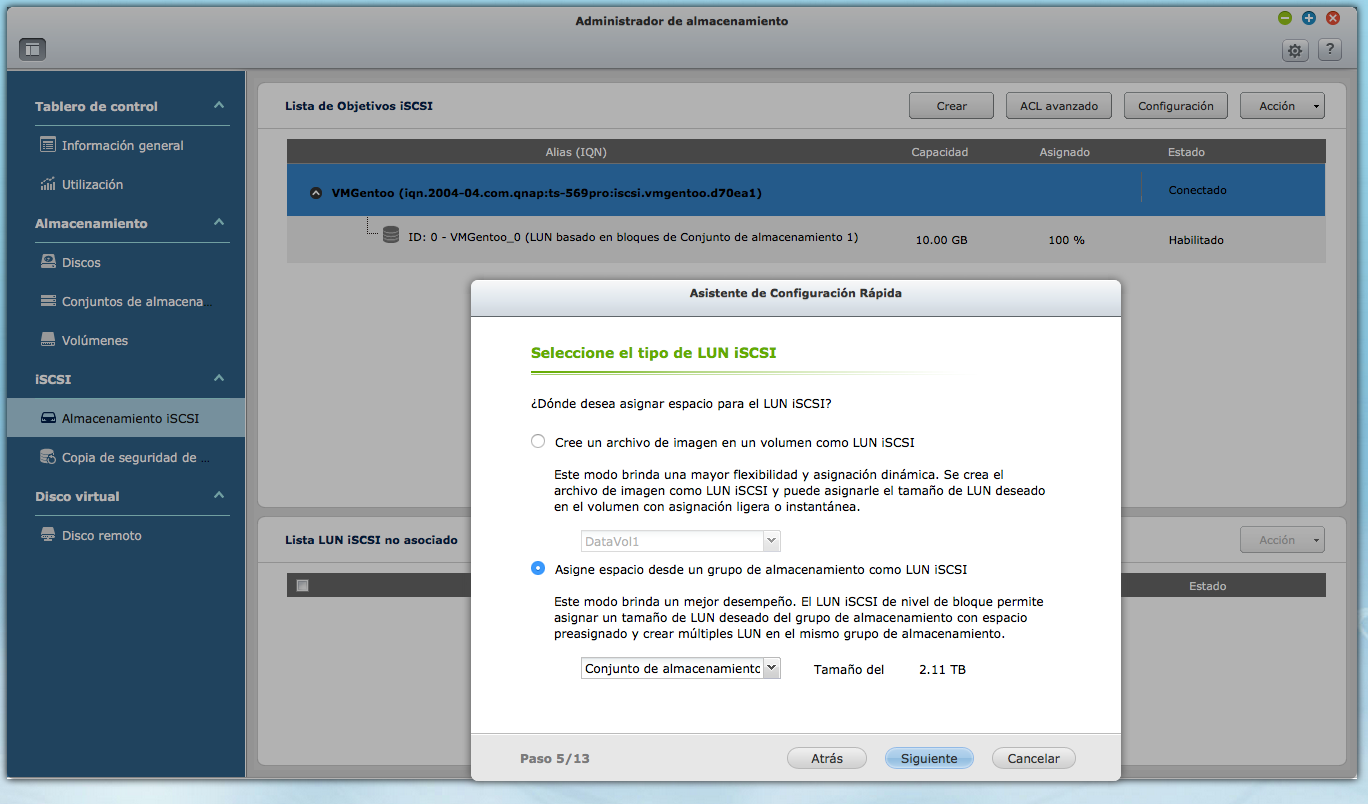 Administrador de almacenamiento
?
Tablero de control
Información general
Utilización
Almacenamiento
Discos
Conjuntos de almacena...
Volúmenes
iSCSI
Almacenamiento iSCSI
Copia de seguridad de ...
Disco virtual
Disco remoto
Lista de Objetivos iSCSI
Crear
ACL avanzado
Configuración
Acción
Alias (IQN) Capacidad Asignado Estado
VMGentoo (iqn.2004-04.com.qnap:ts-569pro:iscsi.vmgentoo.d70ea1) Conectado
ID: 0 - VMGentoo_0 (LUN basado en bloques de Conjunto de almacenamiento 1) 10.00 GB 100 % Habilitado
Lista LUN iSCSI no asociado
Acción
Estado
Asistente de Configuración Rápida
Seleccione el tipo de LUN iSCSI
¿Dónde desea asignar espacio para el LUN iSCSI?
Cree un archivo de imagen en un volumen como LUN iSCSI
Este modo brinda una mayor flexibilidad y asignación dinámica. Se crea el
archivo de imagen como LUN iSCSI y puede asignarle el tamaño de LUN deseado
en el volumen con asignación ligera o instantánea.
DataVol1
Asigne espacio desde un grupo de almacenamiento como LUN iSCSI
Este modo brinda un mejor desempeño. El LUN iSCSI de nivel de bloque permite
asignar un tamaño de LUN deseado del grupo de almacenamiento con espacio
preasignado y crear múltiples LUN en el mismo grupo de almacenamiento.
Conjunto de almacenamiento Tamaño del 2.11 TB
Paso 5/13
Atrás
Siguiente
Cancelar